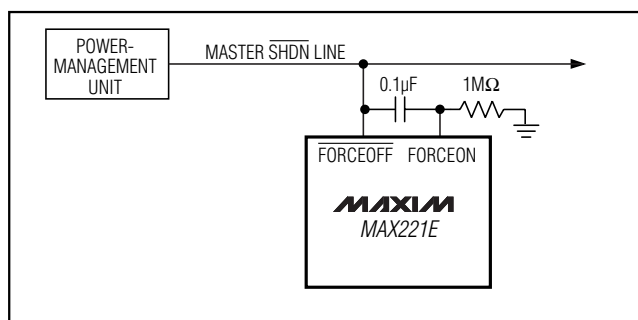 POWER-
MANAGEMENT
UNIT
MASTER SHDN LINE
0.1µF
1MΩ
FORCEOFF FORCEON
MAXIM
MAX221E